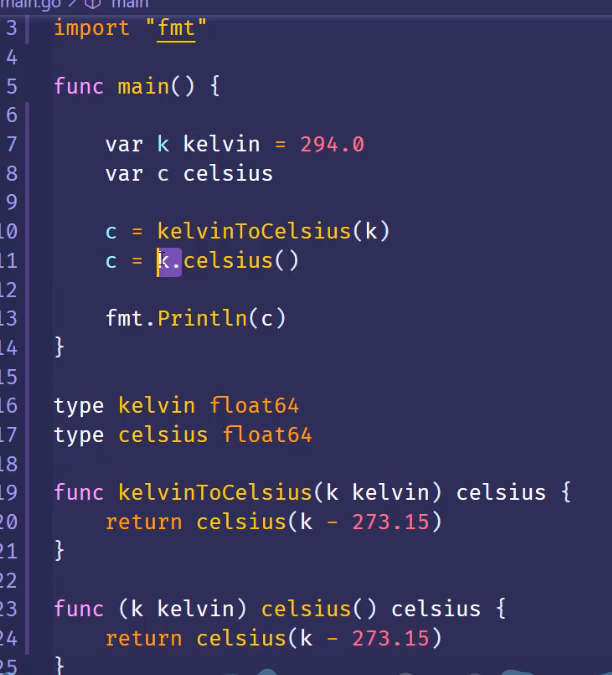 main.go > main
3 import "fmt"
4
5 func main() {
6
7 var k kelvin = 294.0
8 var c celsius
9
10 c = kelvinToCelsius(k)
11 c = k.celsius()
12
13 fmt.Println(c)
14 }
15
16 type kelvin float64
17 type celsius float64
18
19 func kelvinToCelsius(k kelvin) celsius {
20 return celsius(k - 273.15)
21 }
22
23 func (k kelvin) celsius() celsius {
24 return celsius(k - 273.15)
25 }